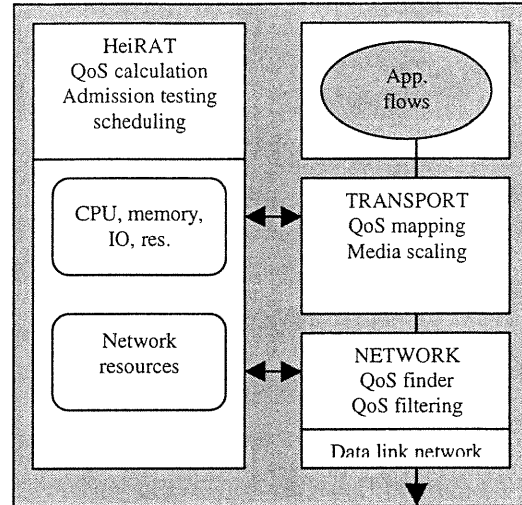 HeiRAT
QoS calculation
Admission testing
scheduling
CPU, memory,
IO, res.
Network
resources
App.
flows
TRANSPORT
QoS mapping
Media scaling
NETWORK
QoS finder
QoS filtering
Data link network